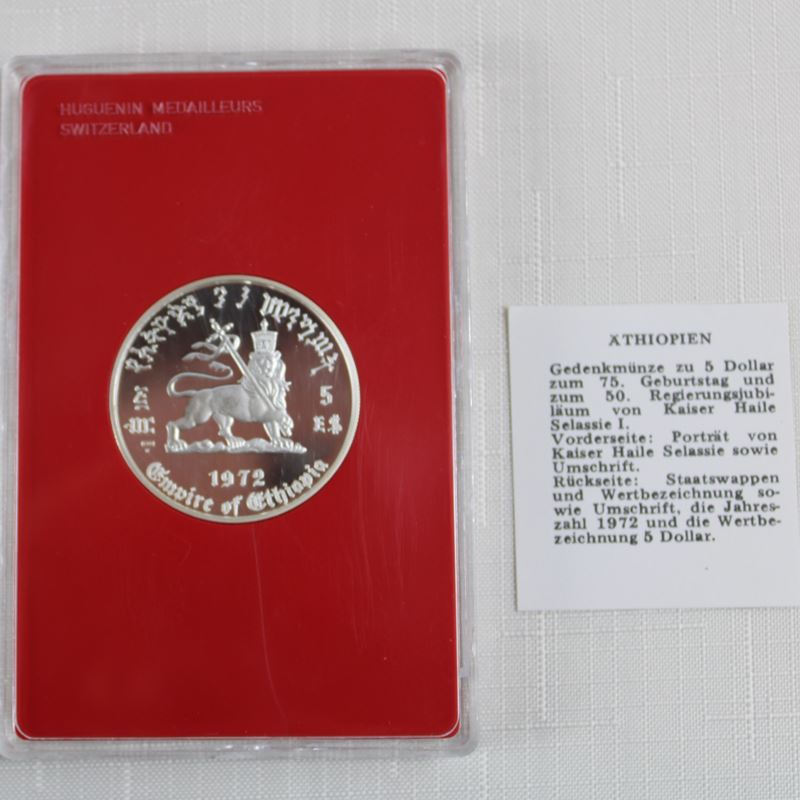 HUGUENIN MEDAILLEURS
SWITZERLAND
5
E$
1972
Empire of Ethiopia
ÄTHIOPIEN
Gedenkmünze zu 5 Dollar
zum 75. Geburtstag und
zum 50. Regierungsjubi-
läum von Kaiser Haile
Selassie I.
Vorderseite: Porträt von
Kaiser Haile Selassie sowie
Umschrift.
Rückseite: Staatswappen
und Wertbezeichnung so-
wie Umschrift, die Jahres-
zahl 1972 und die Wertbe-
zeichnung 5 Dollar.